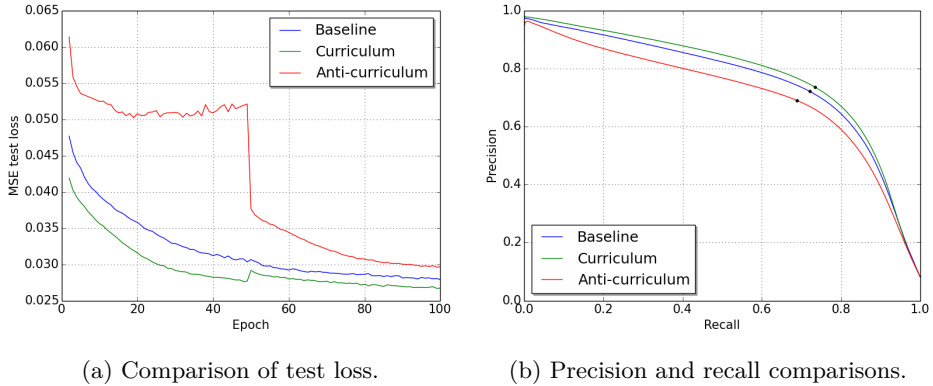 0.065
0.060
0.055
0.050
0.045
0.040
0.035
0.030
0.025
MSE test loss
0
20
40
60
80
100
Epoch
Baseline
Curriculum
Anti-curriculum
(a) Comparison of test loss.
1.0
0.8
0.6
0.4
0.2
0.0
Precision
0.0
0.2
0.4
0.6
0.8
1.0
Recall
Baseline
Curriculum
Anti-curriculum
(b) Precision and recall comparisons.